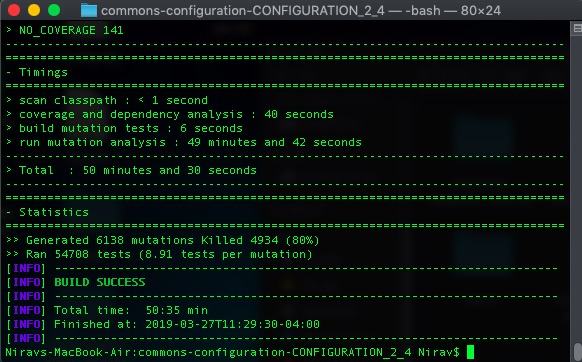 commons-configuration-CONFIGURATION_2_4 — -bash — 80×24
> NO_COVERAGE 141
--------------------------------------------------------------------------------
================================================================================
- Timings
================================================================================
> scan classpath : < 1 second
> coverage and dependency analysis : 40 seconds
> build mutation tests : 6 seconds
> run mutation analysis : 49 minutes and 42 seconds
--------------------------------------------------------------------------------
> Total  : 50 minutes and 30 seconds
--------------------------------------------------------------------------------
================================================================================
- Statistics
================================================================================
>> Generated 6138 mutations Killed 4934 (80%)
>> Ran 54708 tests (8.91 tests per mutation)
[INFO] ------------------------------------------------------------------------
[INFO] BUILD SUCCESS
[INFO] ------------------------------------------------------------------------
[INFO] Total time:  50:35 min
[INFO] Finished at: 2019-03-27T11:29:30-04:00
[INFO] ------------------------------------------------------------------------
Niravs-MacBook-Air:commons-configuration-CONFIGURATION_2_4 Nirav$